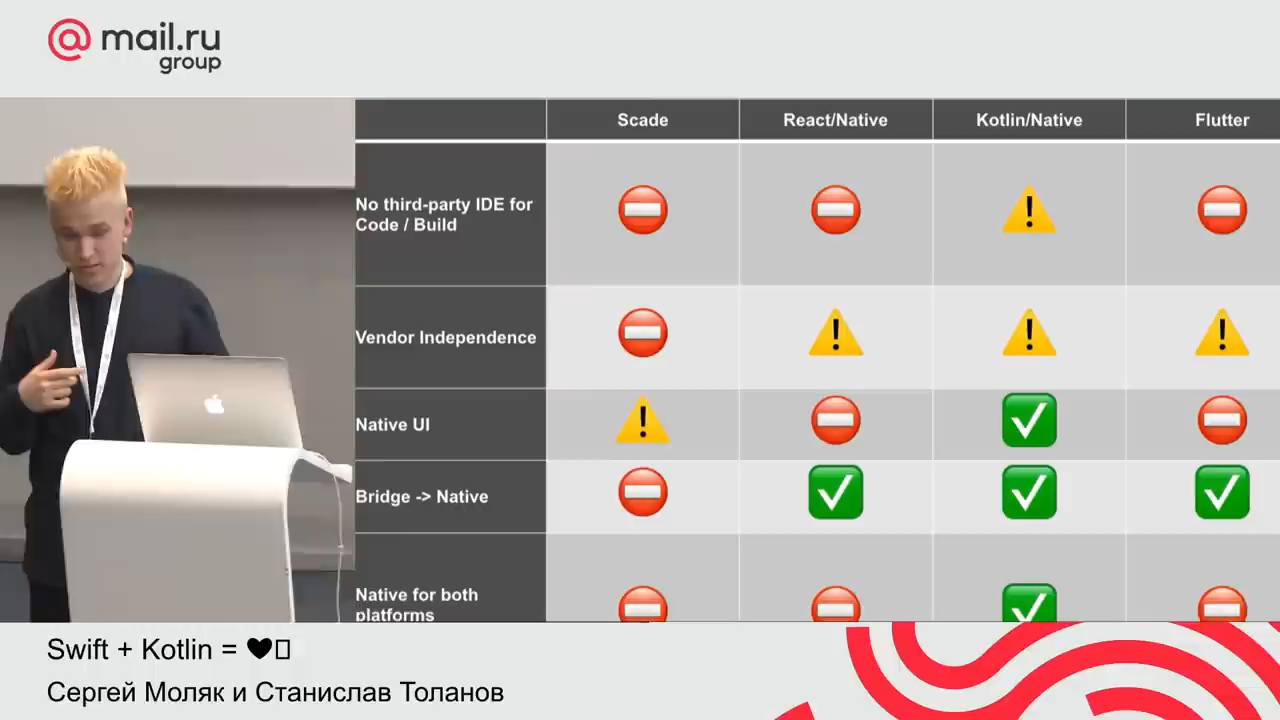 @mail.ru
group
Scade
React/Native
Kotlin/Native
Flutter
No third-party IDE for
Code / Build
Vendor Independence
Native UI
Bridge -> Native
Native for both
platforms
Swift + Kotlin = 🖤
Сергей Моляк и Станислав Толанов